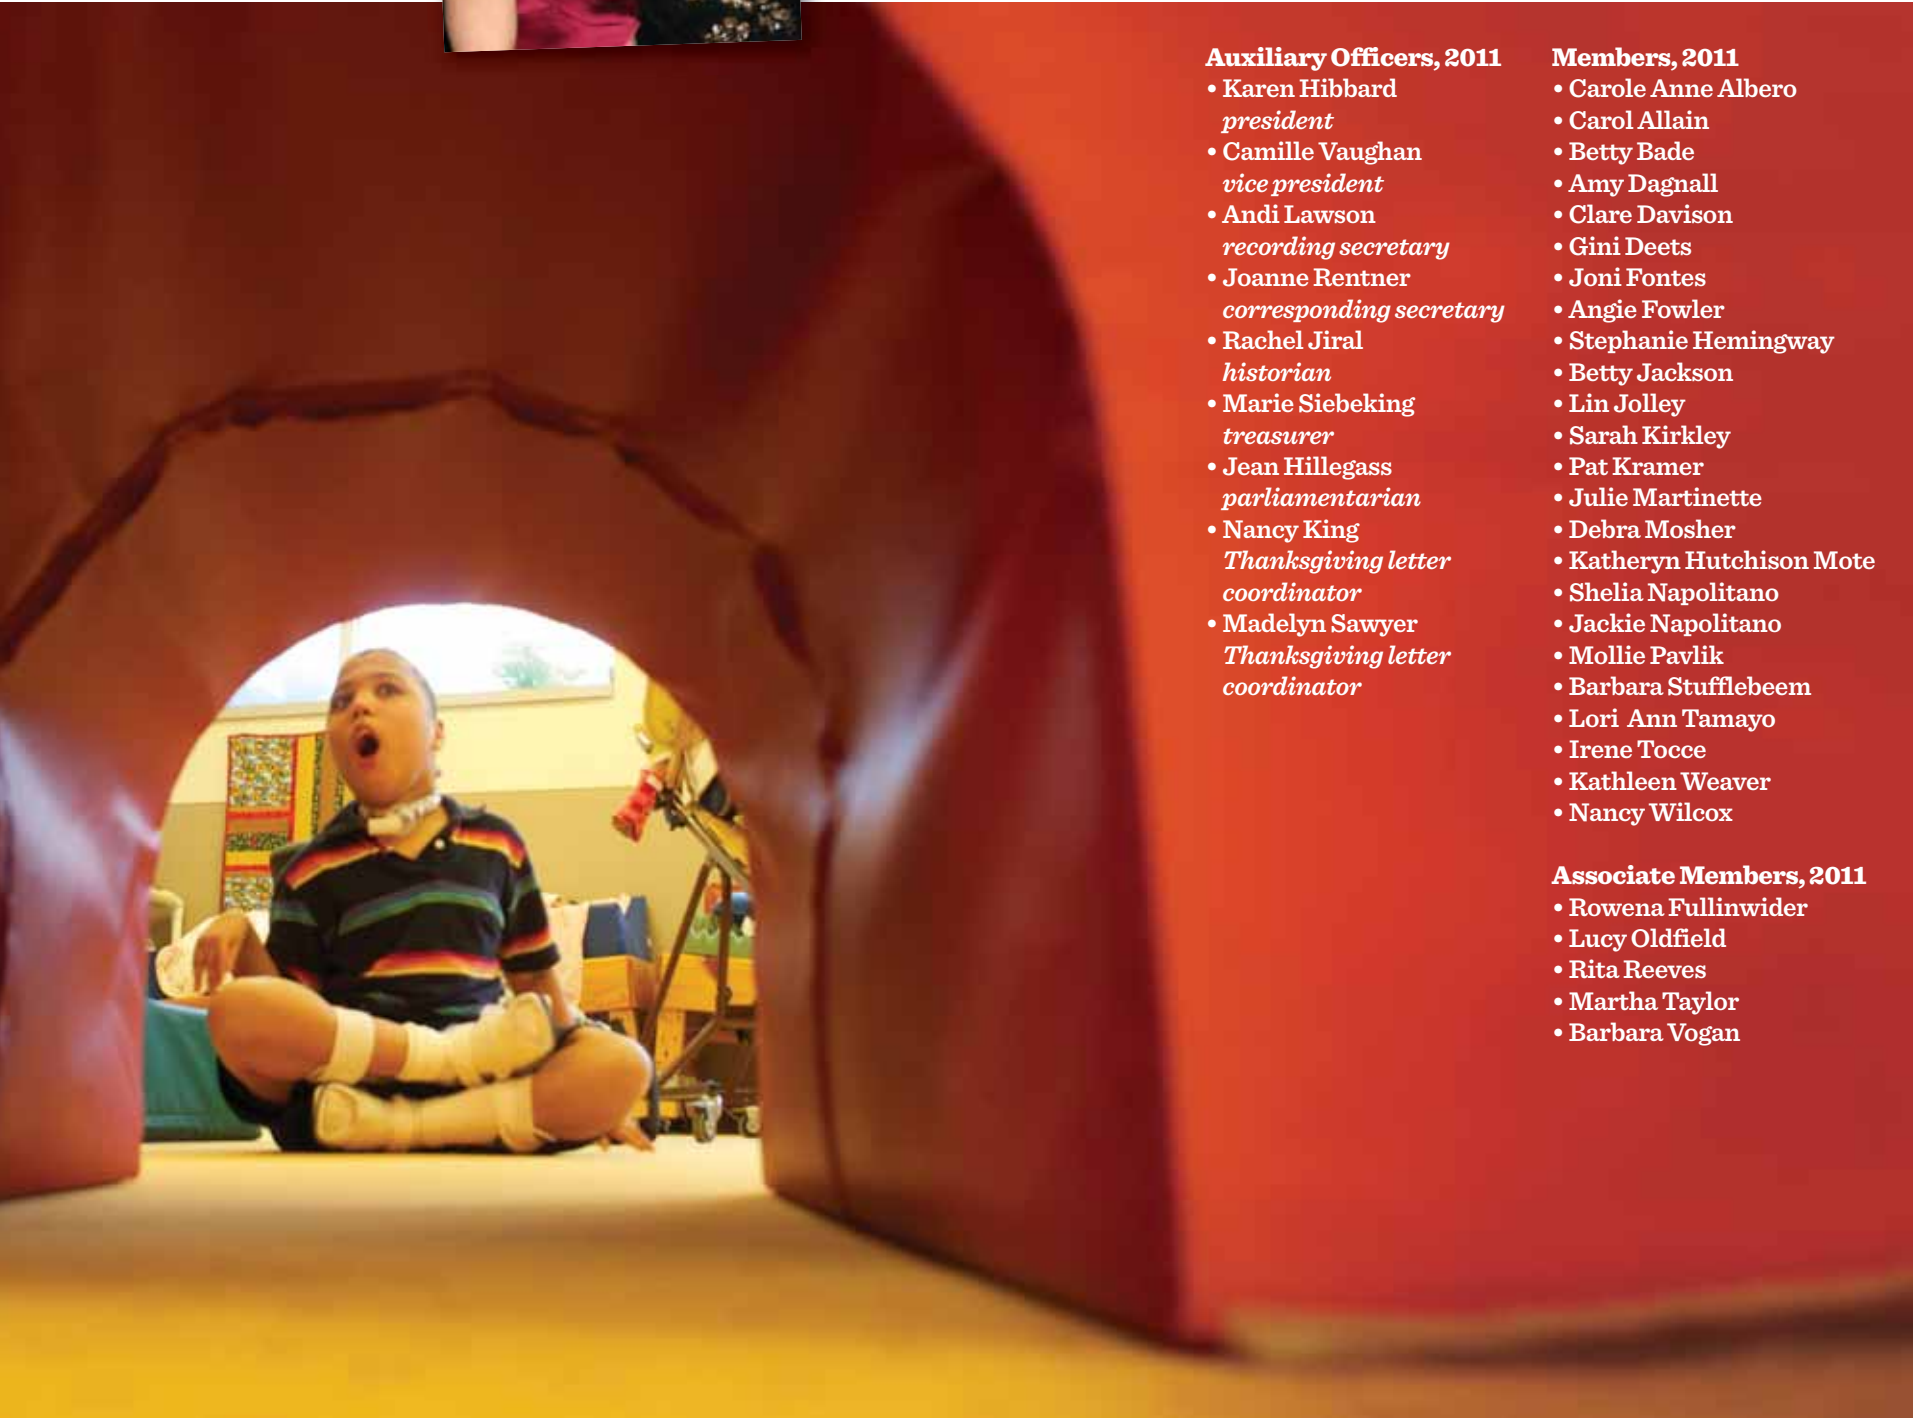 Auxiliary Officers, 2011
• Karen Hibbard
president
• Camille Vaughan
vice president
• Andi Lawson
recording secretary
• Joanne Rentner
corresponding secretary
• Rachel Jiral
historian
• Marie Siebeking
treasurer
• Jean Hillegass
parliamentarian
• Nancy King
Thanksgiving letter
coordinator
• Madelyn Sawyer
Thanksgiving letter
coordinator
Members, 2011
• Carole Anne Albero
• Carol Allain
• Betty Bade
• Amy Dagnall
• Clare Davison
• Gini Deets
• Joni Fontes
• Angie Fowler
• Stephanie Hemingway
• Betty Jackson
• Lin Jolley
• Sarah Kirkley
• Pat Kramer
• Julie Martinette
• Debra Mosher
• Katheryn Hutchison Mote
• Shelia Napolitano
• Jackie Napolitano
• Mollie Pavlik
• Barbara Stufflebeem
• Lori Ann Tamayo
• Irene Tocce
• Kathleen Weaver
• Nancy Wilcox
Associate Members, 2011
• Rowena Fullinwider
• Lucy Oldfield
• Rita Reeves
• Martha Taylor
• Barbara Vogan